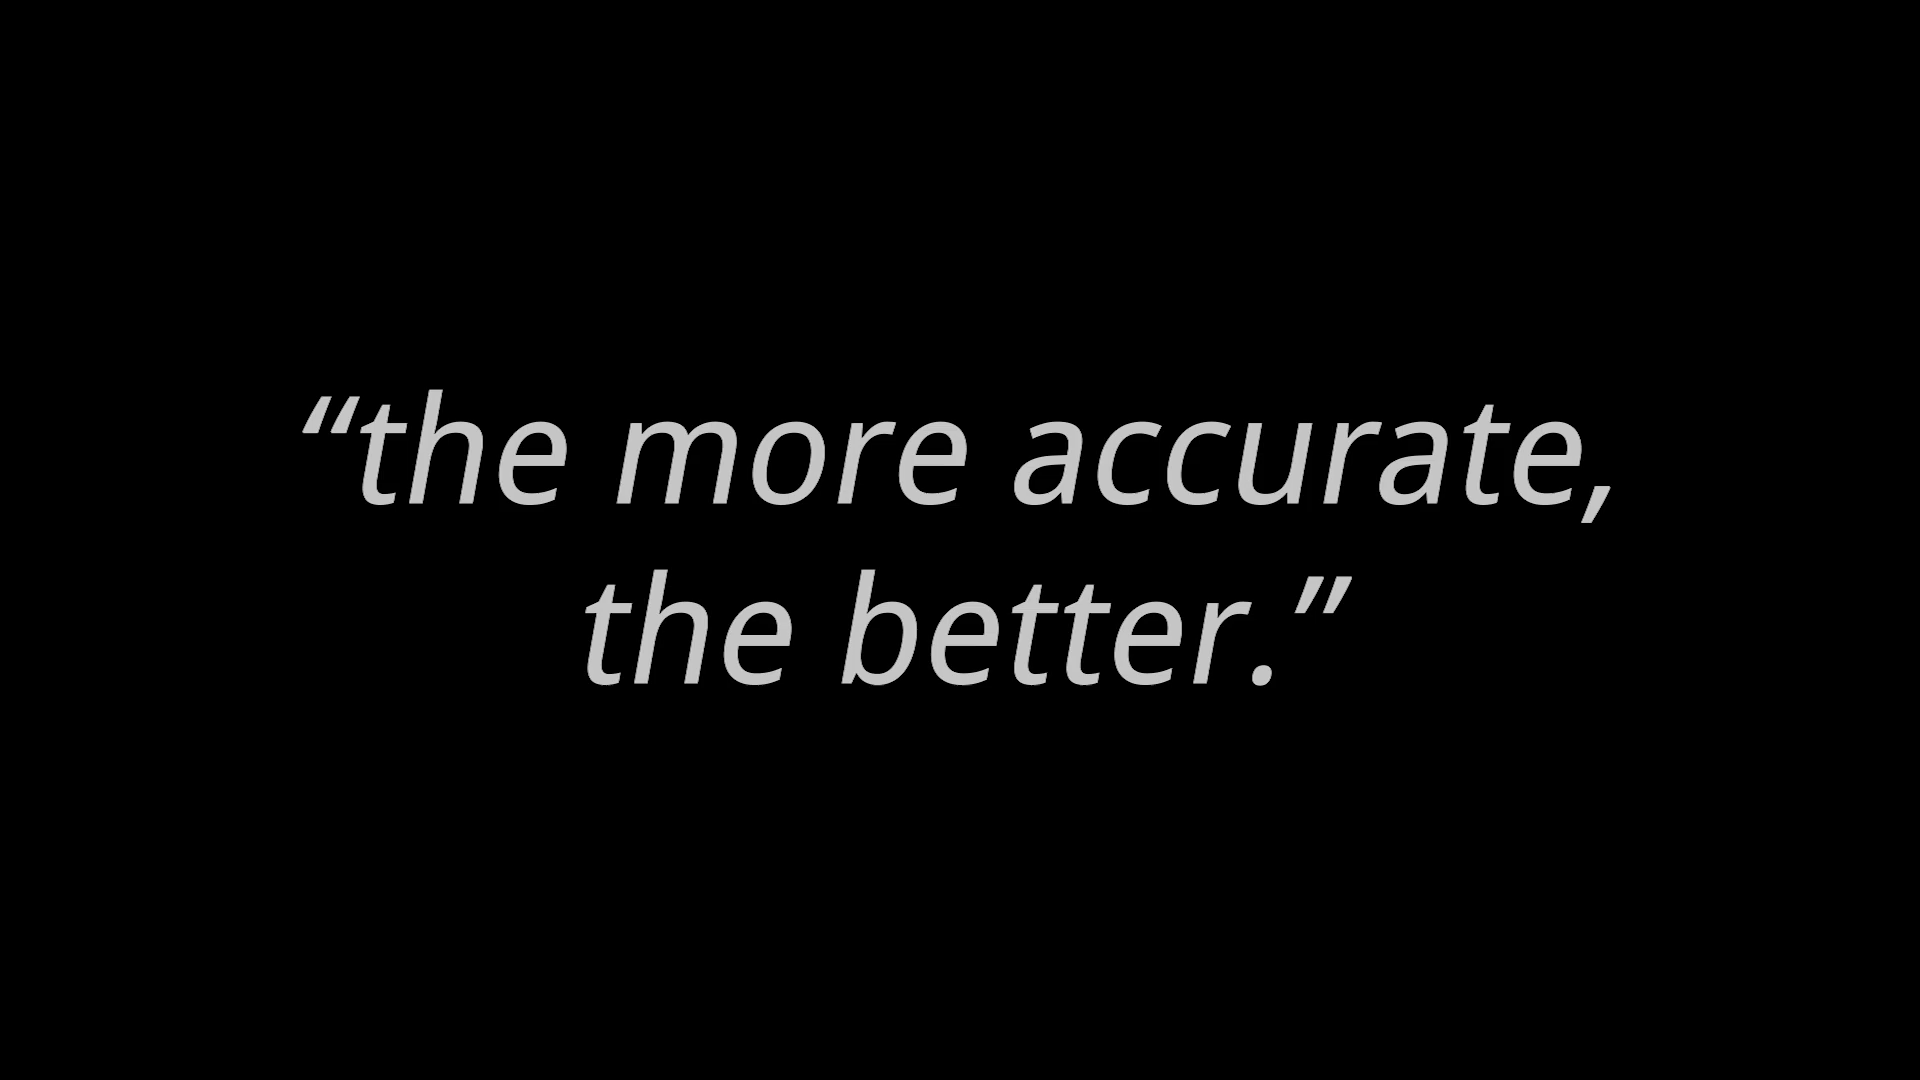 “the more accurate,
the better.”